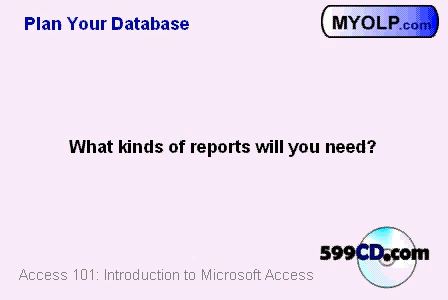 Plan Your Database
MYOLP.com
What kinds of reports will you need?
599CD.com
Access 101: Introduction to Microsoft Access